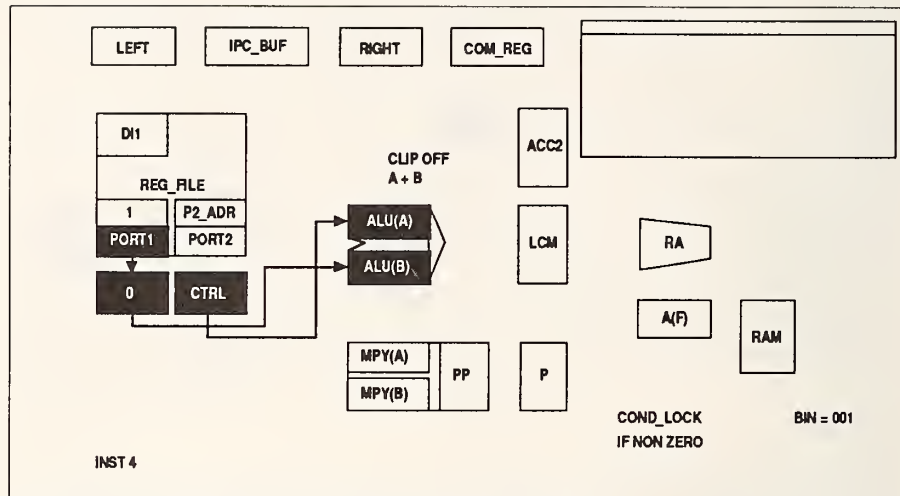 LEFT
IPC_BUF
RIGHT
COM_REG
DI1
REG_FILE
1
P2_ADR
PORT1
PORT2
0
CTRL
CLIP OFF
A + B
ALU(A)
ALU(B)
ACC2
LCM
RA
A(F)
RAM
MPY(A)
MPY(B)
PP
P
COND_LOCK
IF NON ZERO
BIN = 001
INST 4